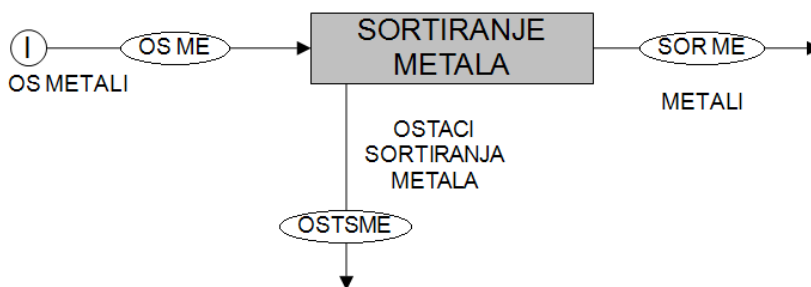 I
OS ME
SORTIRANJE
METALA
SOR ME
OS METALI
METALI
OSTACI
SORTIRANJA
METALA
OSTSME